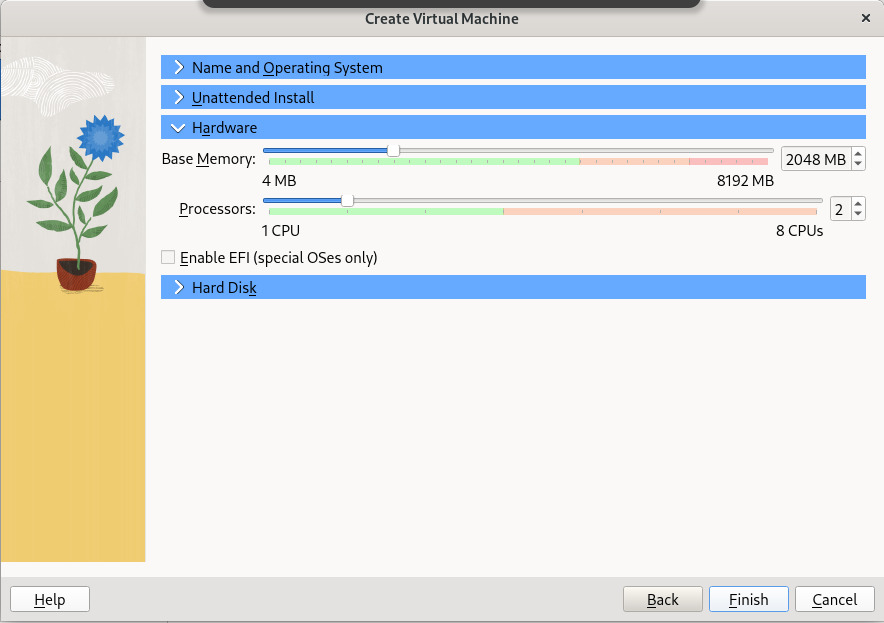 Create Virtual Machine
Name and Operating System
Unattended Install
Hardware
Base Memory: 2048 MB
4 MB 8192 MB
Processors: 2
1 CPU 8 CPUs
Enable EFI (special OSes only)
Hard Disk
Help Back Finish Cancel